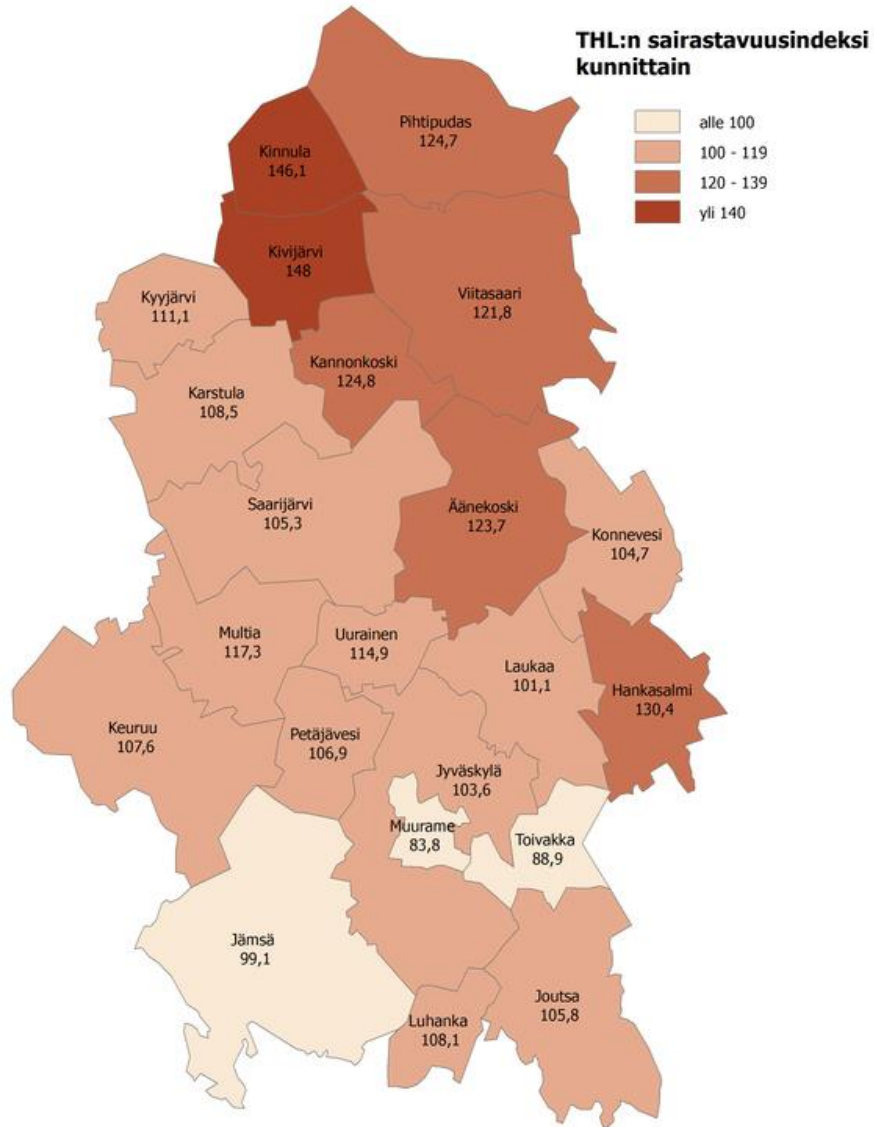 THL:n sairastavuusindeksi
kunnittain
alle 100
100 - 119
120 - 139
yli 140
Pihtipudas
124,7
Kinnula
146,1
Kivijärvi
148
Viitasaari
121,8
Kyyjärvi
111,1
Kannonkoski
124,8
Karstula
108,5
Saarijärvi
105,3
Äänekoski
123,7
Konnevesi
104,7
Multia
117,3
Uurainen
114,9
Laukaa
101,1
Hankasalmi
130,4
Keuruu
107,6
Petäjävesi
106,9
Jyväskylä
103,6
Muurame
83,8
Toivakka
88,9
Jämsä
99,1
Luhanka
108,1
Joutsa
105,8